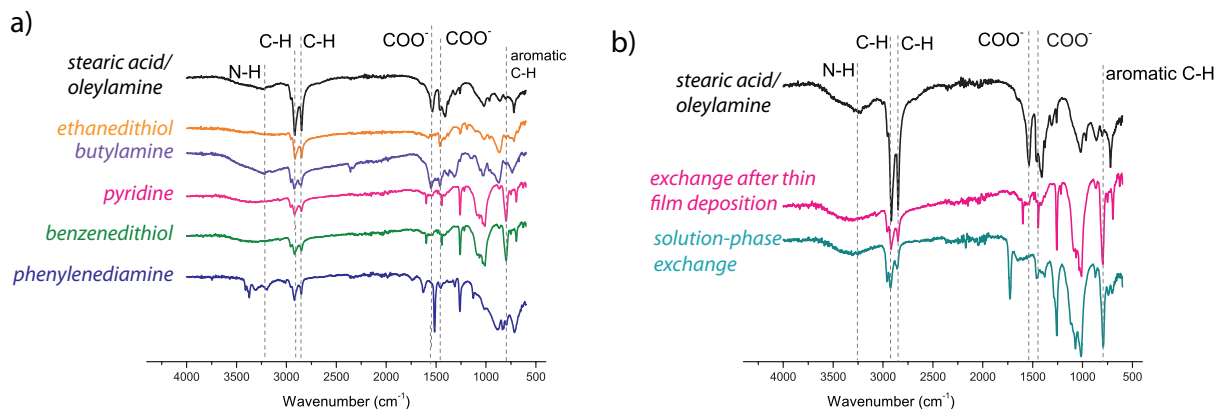 a)
C-H
C-H
COO⁻
COO⁻
stearic acid/
oleylamine
N-H
aromatic
C-H
ethanedithiol
butylamine
pyridine
benzenedithiol
phenylenediamine
4000 3500 3000 2500 2000 1500 1000 500
Wavenumber (cm⁻¹)
b)
C-H
C-H
COO⁻
COO⁻
stearic acid/
oleylamine
N-H
aromatic C-H
exchange after thin
film deposition
solution-phase
exchange
4000 3500 3000 2500 2000 1500 1000 500
Wavenumber (cm⁻¹)